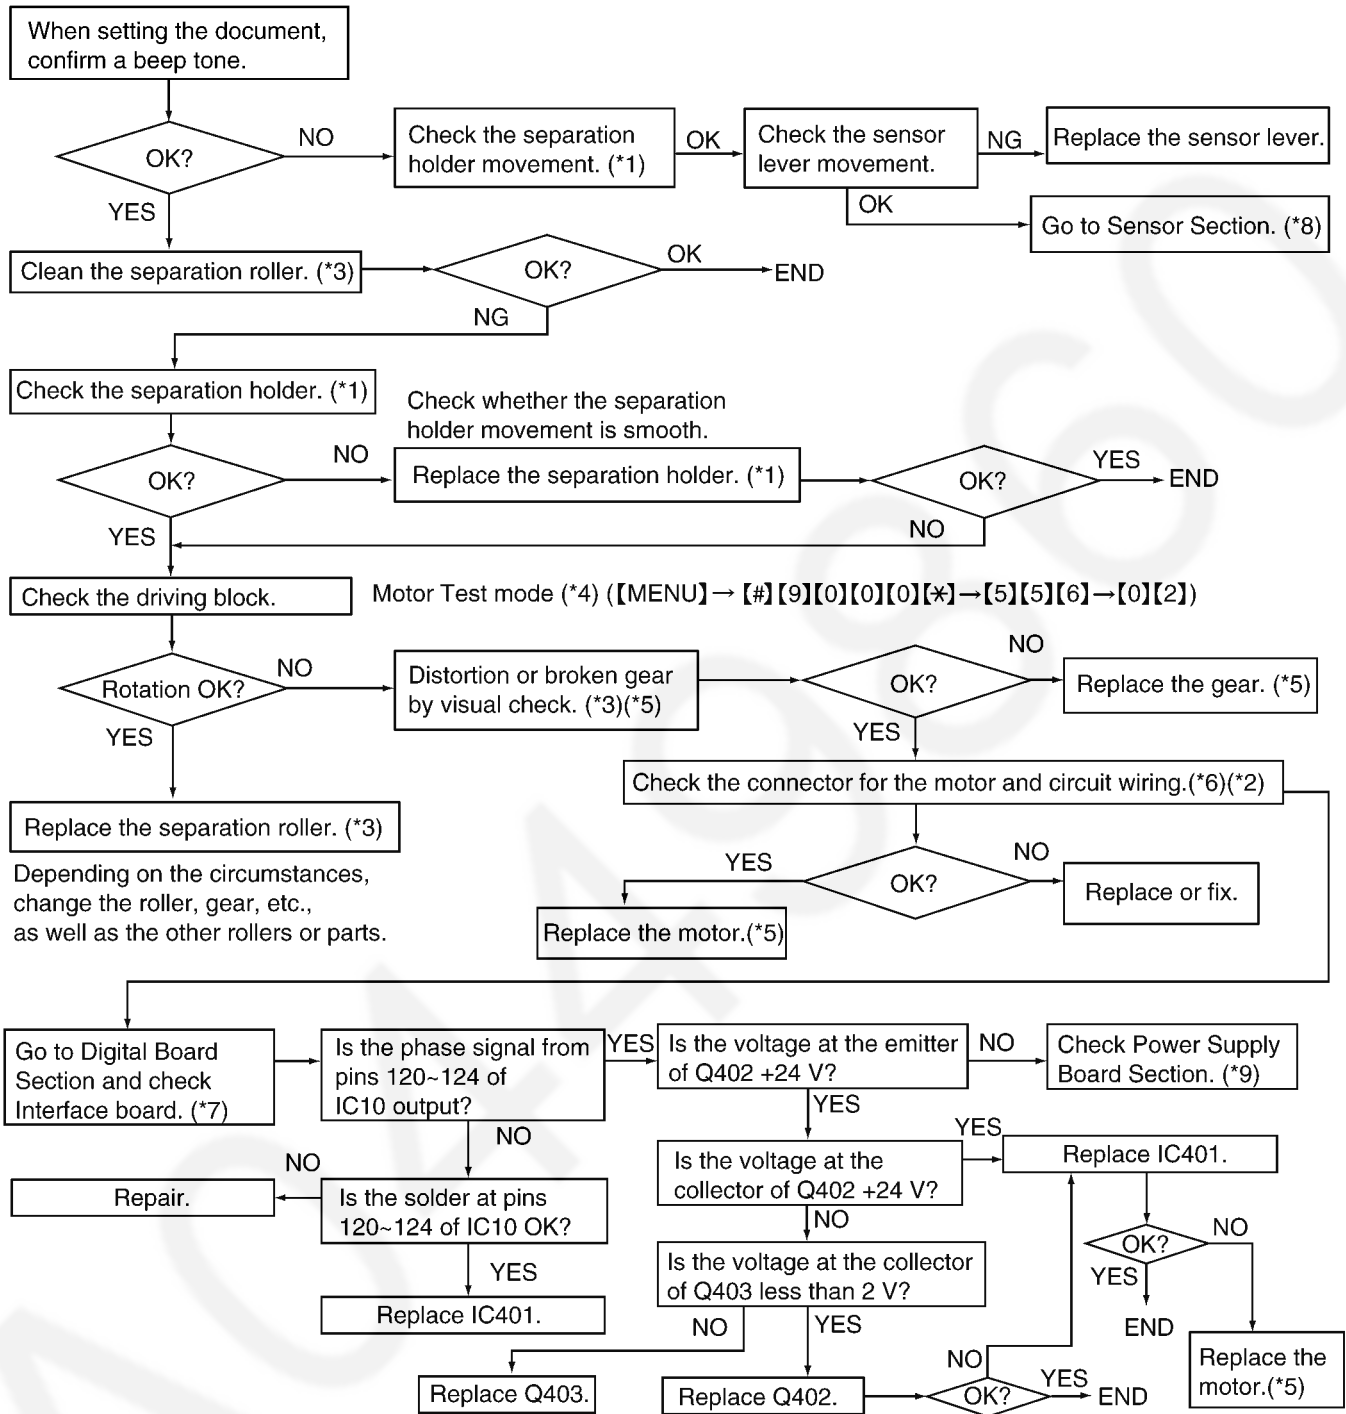 When setting the document,
confirm a beep tone.
OK?
NO
Check the separation
holder movement. (*1)
OK
Check the sensor
lever movement.
NG
Replace the sensor lever.
OK
Go to Sensor Section. (*8)
YES
Clean the separation roller. (*3)
OK?
OK
END
NG
Check the separation holder. (*1)
Check whether the separation
holder movement is smooth.
OK?
NO
Replace the separation holder. (*1)
OK?
YES
END
YES
NO
Check the driving block.
Motor Test mode (*4) (【MENU】→【#】【9】【0】【0】【0】【*】→【5】【5】【6】→【0】【2】)
Rotation OK?
NO
Distortion or broken gear
by visual check. (*3)(*5)
OK?
NO
Replace the gear. (*5)
YES
YES
Check the connector for the motor and circuit wiring.(*6)(*2)
Replace the separation roller. (*3)
Depending on the circumstances,
change the roller, gear, etc.,
as well as the other rollers or parts.
YES
OK?
NO
Replace or fix.
Replace the motor.(*5)
Go to Digital Board
Section and check
Interface board. (*7)
Is the phase signal from
pins 120~124 of
IC10 output?
YES
Is the voltage at the emitter
of Q402 +24 V?
NO
Check Power Supply
Board Section. (*9)
NO
YES
NO
Repair.
Is the solder at pins
120~124 of IC10 OK?
Is the voltage at the
collector of Q402 +24 V?
YES
Replace IC401.
NO
OK?
NO
YES
END
YES
Replace IC401.
Is the voltage at the collector
of Q403 less than 2 V?
NO
YES
Replace Q403.
Replace Q402.
NO
OK?
YES
END
Replace the
motor.(*5)
40449860